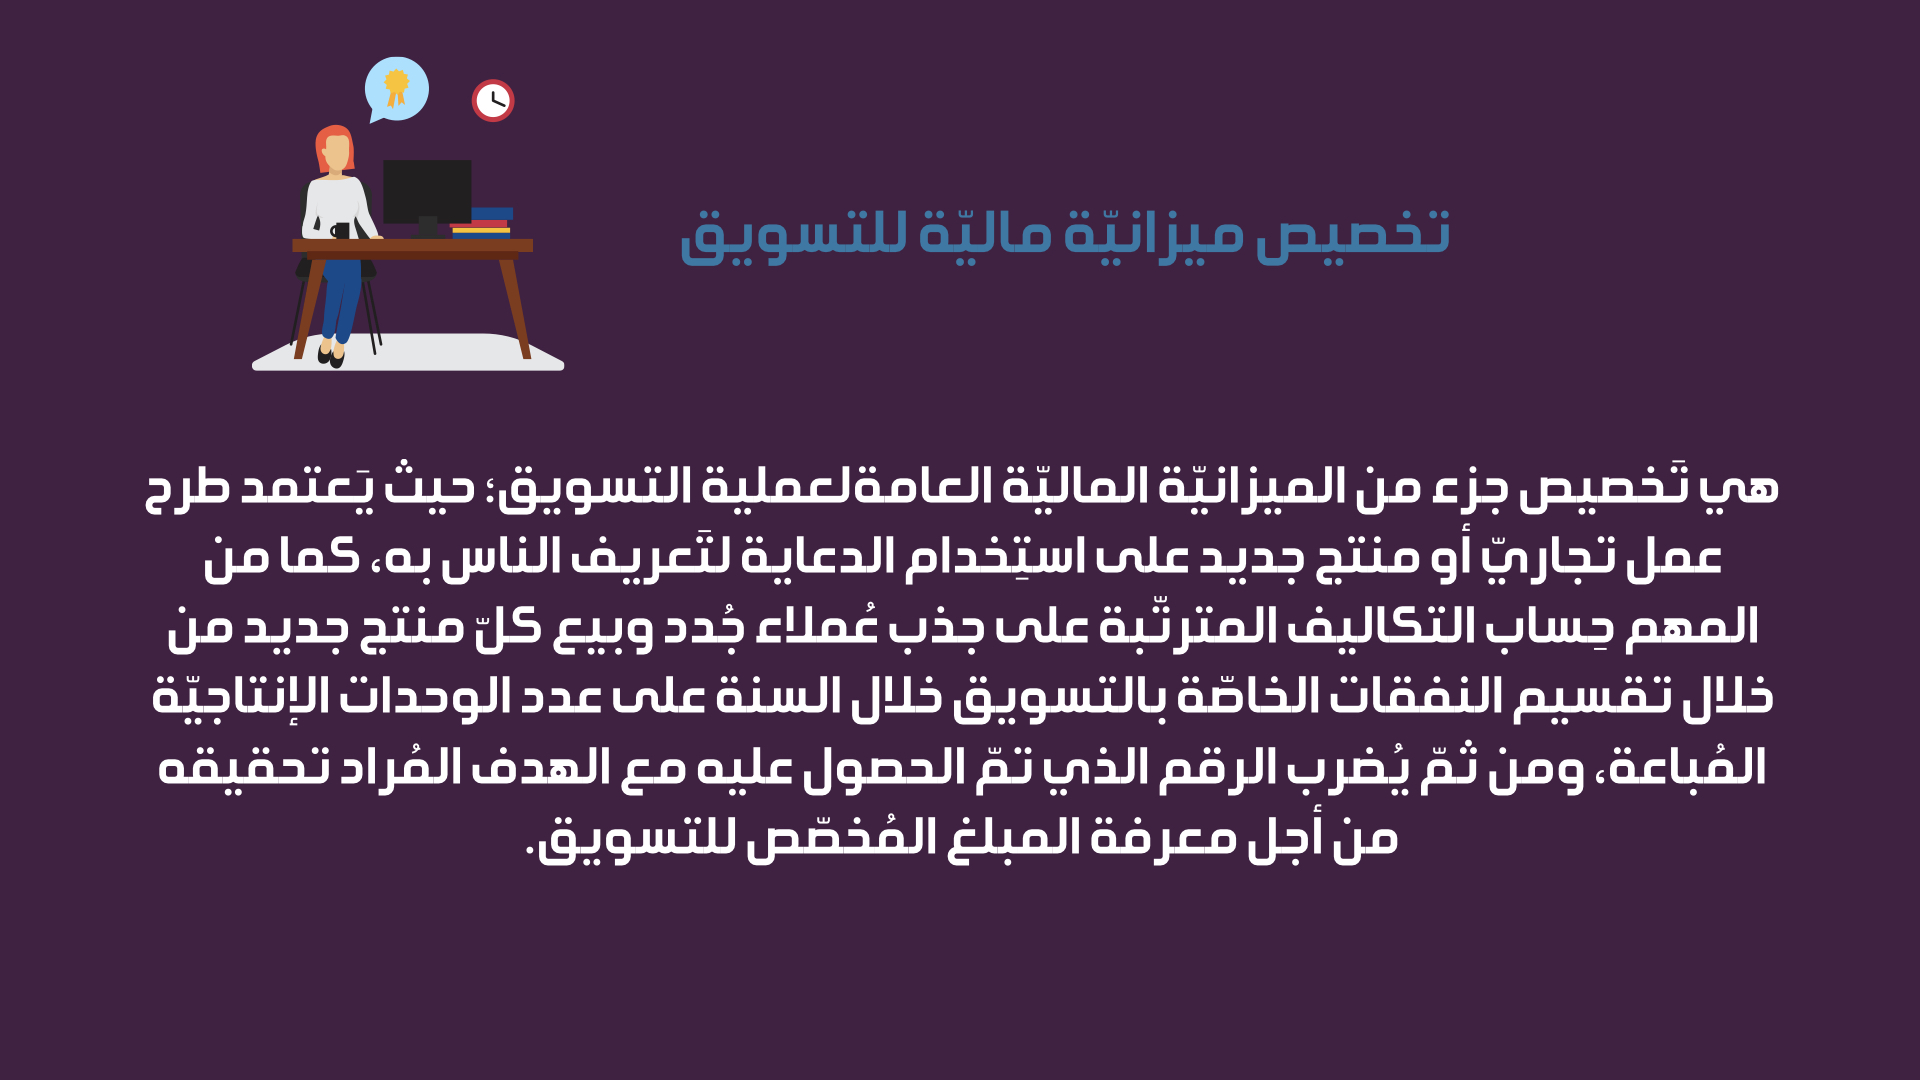 تخصيص ميزانيّة ماليّة للتسويق
هي تَخصيص جزء من الميزانيّة الماليّة العامةلعملية التسويق؛ حيث يَعتمد طرح
عمل تجاريّ أو منتج جديد على استِخدام الدعاية لتَعريف الناس به، كما من
المهم حِساب التكاليف المترتّبة على جذب عُملاء جُدد وبيع كلّ منتج جديد من
خلال تقسيم النفقات الخاصّة بالتسويق خلال السنة على عدد الوحدات الإنتاجيّة
المُباعة، ومن ثمّ يُضرب الرقم الذي تمّ الحصول عليه مع الهدف المُراد تحقيقه
من أجل معرفة المبلغ المُخصّص للتسويق.